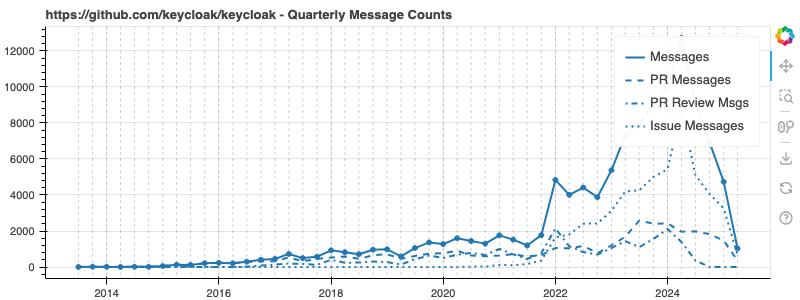 https://github.com/keycloak/keycloak - Quarterly Message Counts
12000
10000
8000
6000
4000
2000
0
Messages
PR Messages
PR Review Msgs
Issue Messages
2014
2016
2018
2020
2022
2024